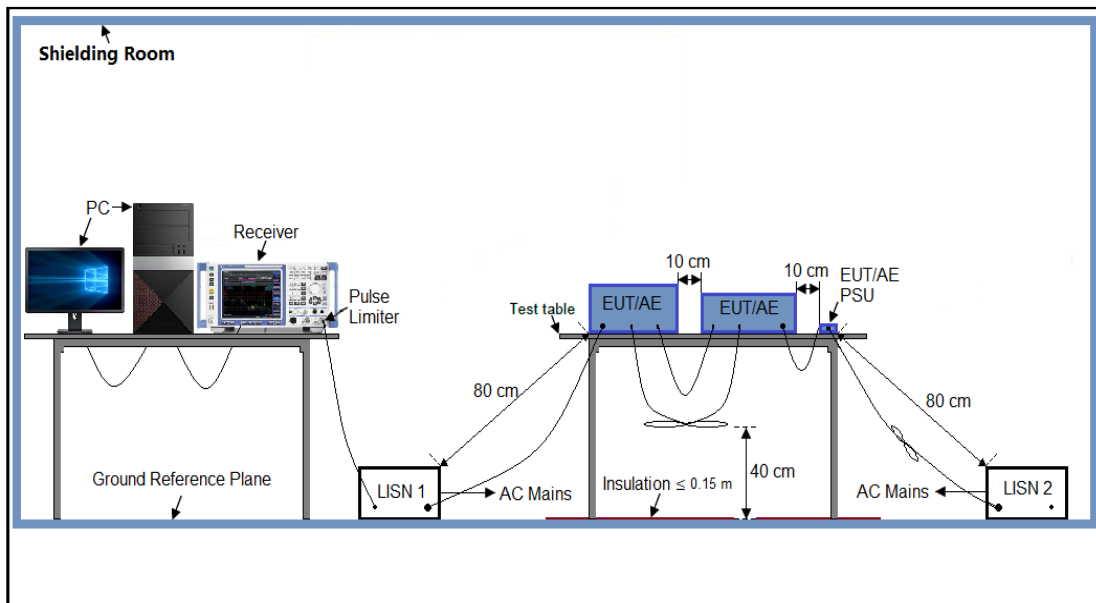 Shielding Room
PC
Receiver
Pulse
Limiter
10 cm
10 cm
EUT/AE
PSU
Test table
EUT/AE
EUT/AE
80 cm
80 cm
40 cm
Ground Reference Plane
LISN 1
AC Mains
Insulation ≤ 0.15 m
AC Mains
LISN 2